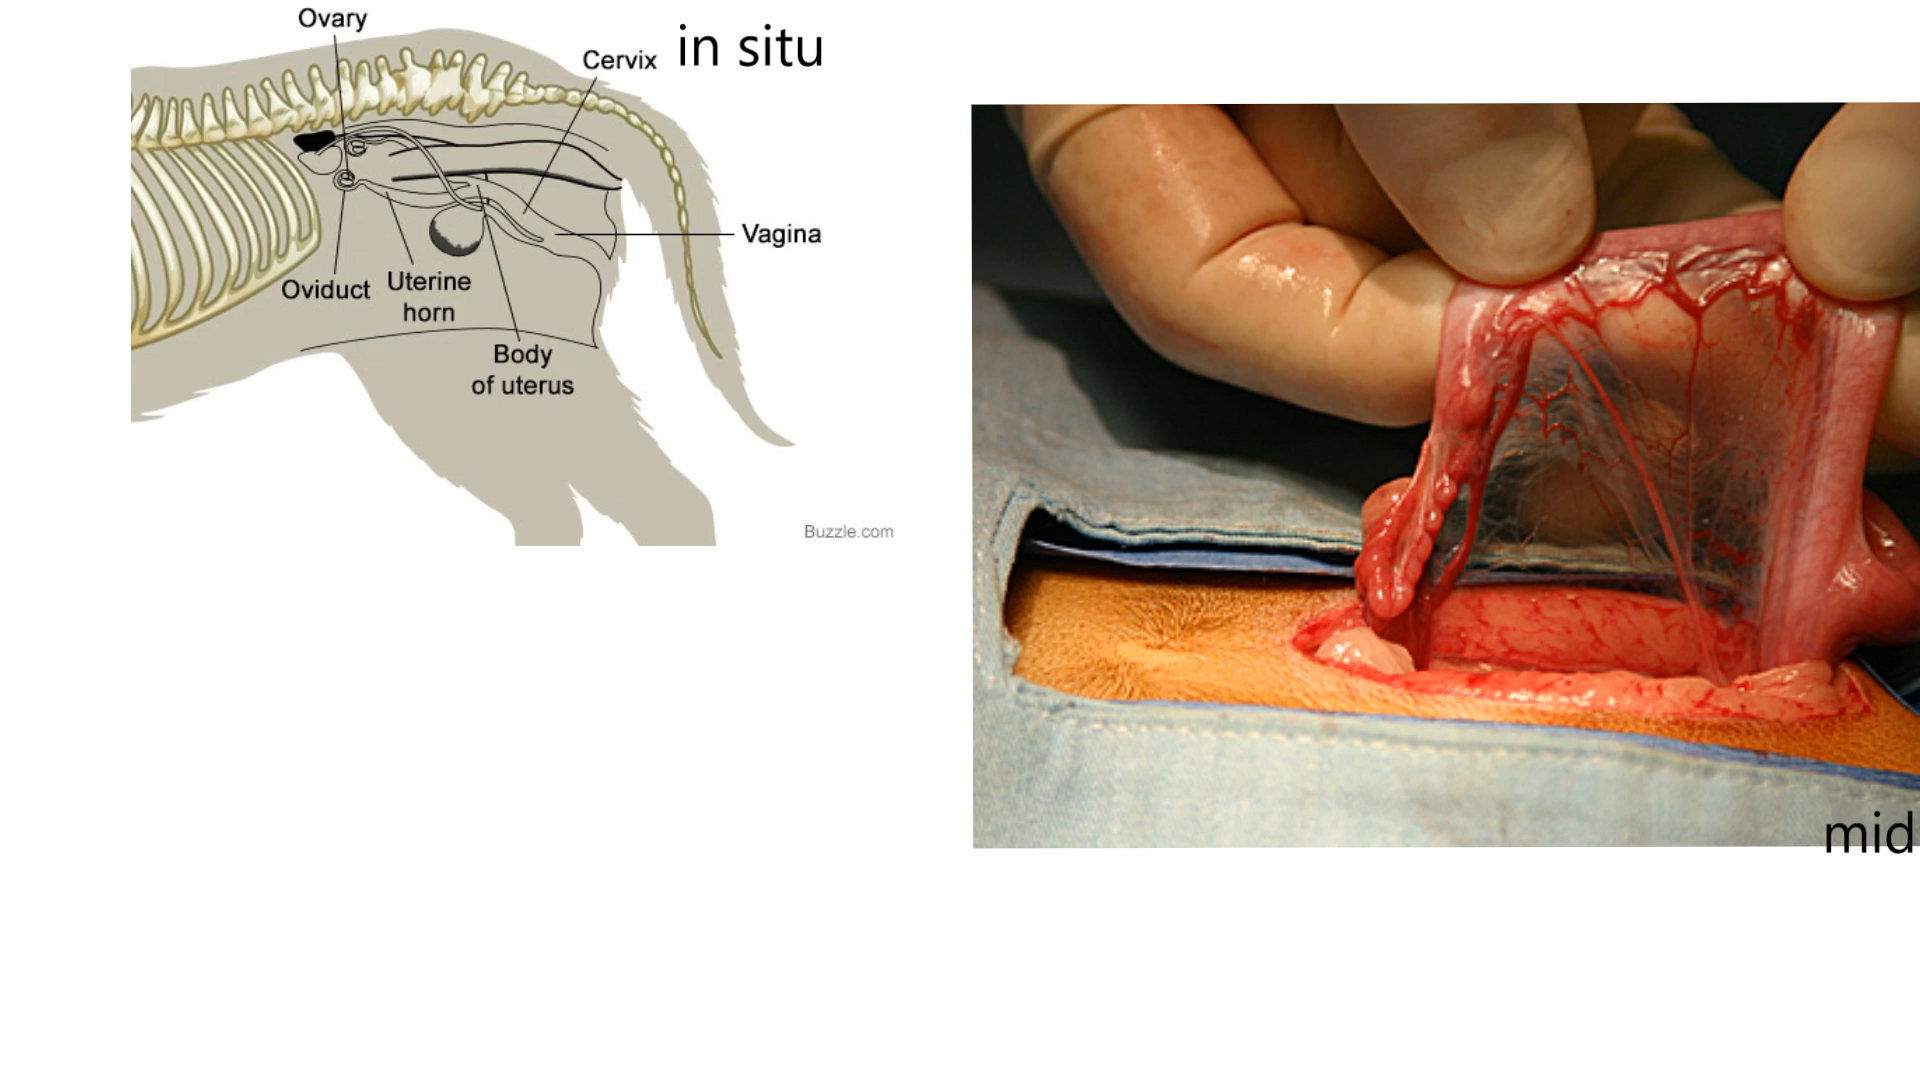 Ovary
Cervix
in situ
Vagina
Oviduct
Uterine
horn
Body
of uterus
Buzzle.com
mid